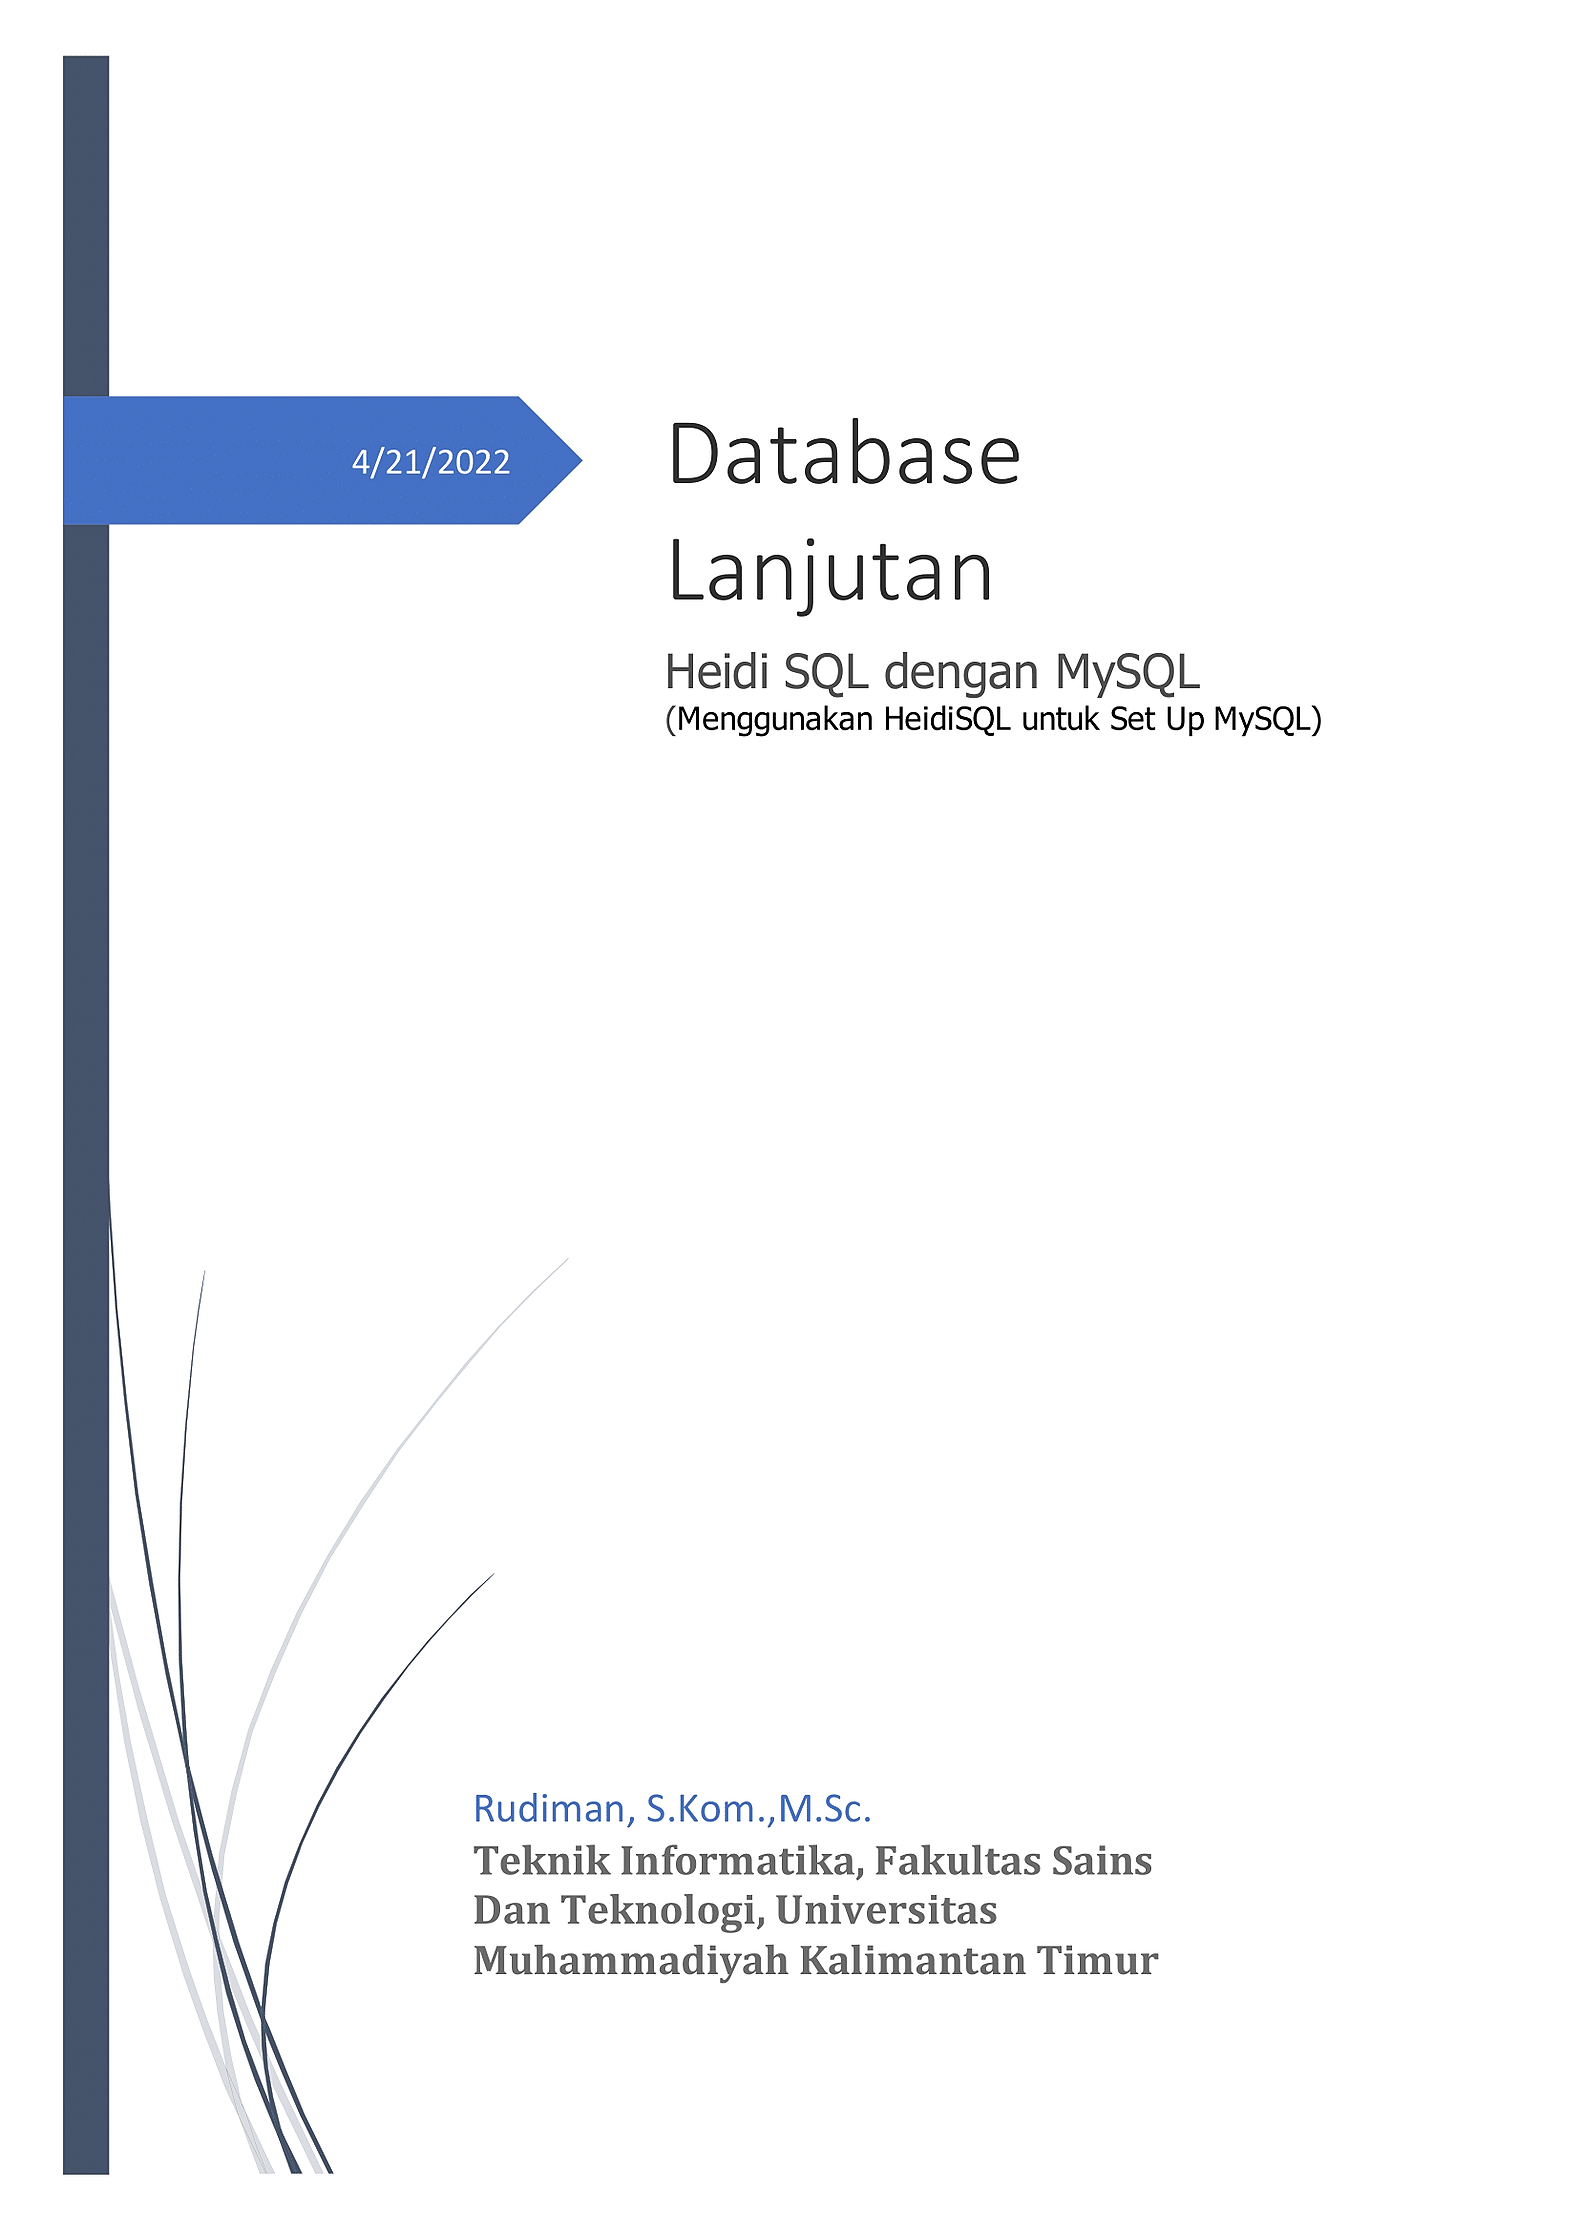 4/21/2022
Database
Lanjutan
Heidi SQL dengan MySQL
(Menggunakan HeidiSQL untuk Set Up MySQL)
Rudiman, S.Kom.,M.Sc.
Teknik Informatika, Fakultas Sains
Dan Teknologi, Universitas
Muhammadiyah Kalimantan Timur